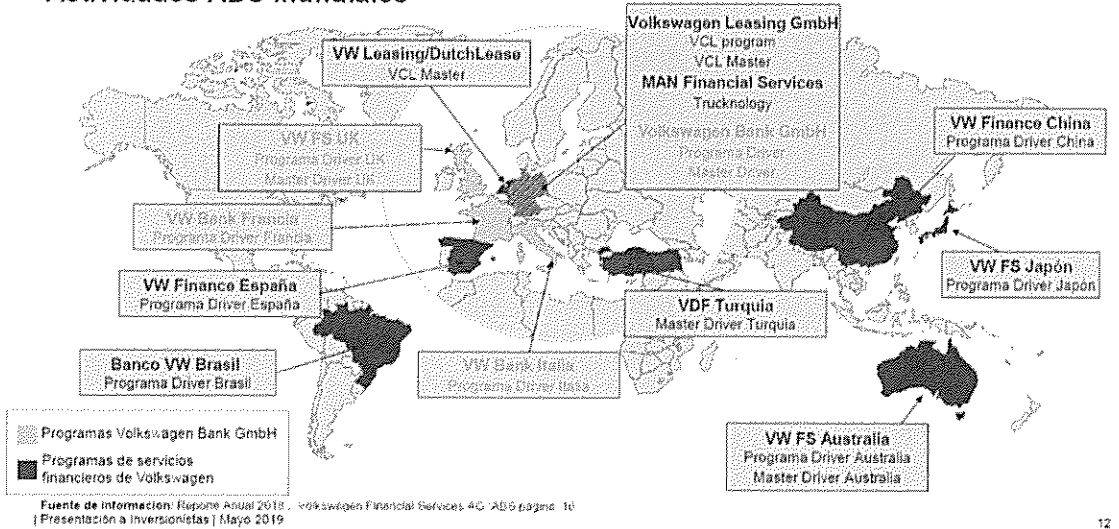 Actividades ABS Mundiales
Volkswagen Leasing GmbH
VCL program
VCL Master
MAN Financial Services
Trucknology
Volkswagen Bank GmbH
Programa Driver
Master Driver
VW Leasing/DutchLease
VCL Master
VW FS UK
Programa Driver UK
Master Driver UK
VW Bank Francia
Programa Driver Francia
VW Finance España
Programa Driver España
Banco VW Brasil
Programa Driver Brasil
VW Bank Italia
Programa Driver Italia
VDF Turquia
Master Driver Turquia
VW Finance China
Programa Driver China
VW FS Japón
Programa Driver Japón
VW FS Australia
Programa Driver Australia
Master Driver Australia
Programas Volkswagen Bank GmbH
Programas de servicios
financieros de Volkswagen
Fuente de información: Reporte Anual 2018 . Volkswagen Financial Services AG ABS página
| Presentación a Inversionistas | Mayo 2019
12